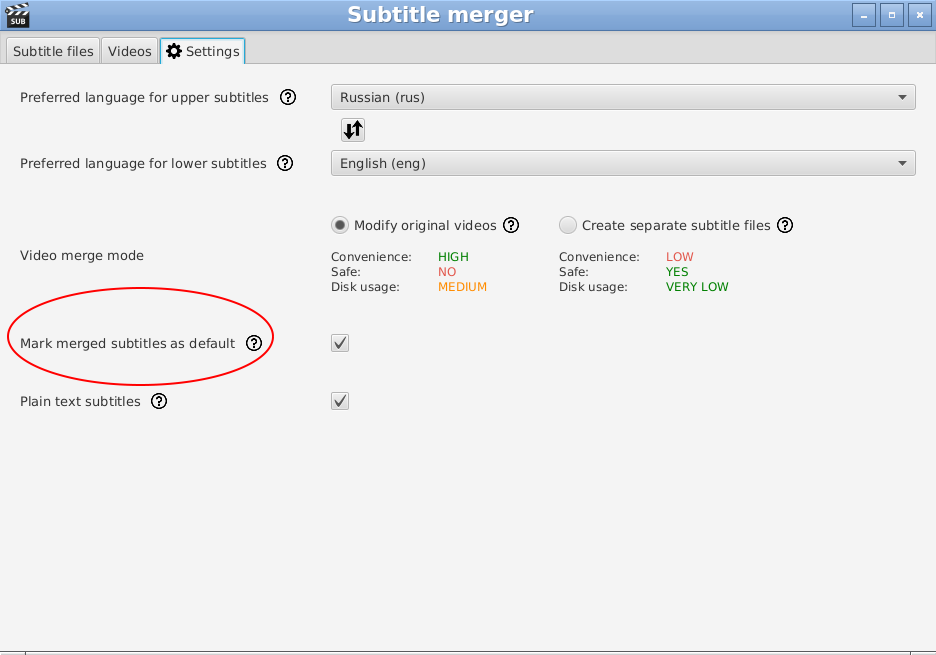 SUB
Subtitle merger
Subtitle files Videos Settings
Preferred language for upper subtitles ? Russian (rus)
Preferred language for lower subtitles ? English (eng)
Modify original videos ? Create separate subtitle files ?
Video merge mode
Convenience: HIGH Convenience: LOW
Safe: NO Safe: YES
Disk usage: MEDIUM Disk usage: VERY LOW
Mark merged subtitles as default ?
Plain text subtitles ?